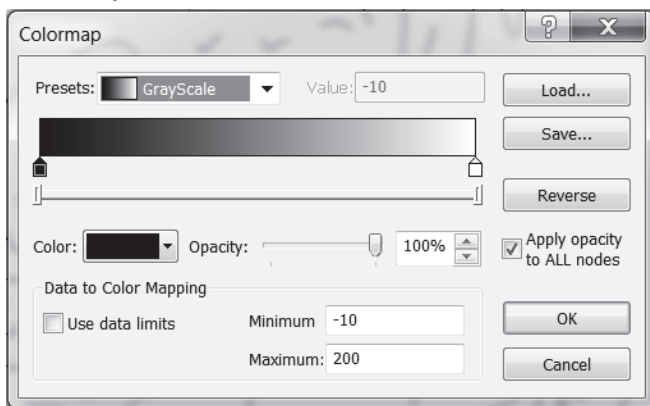 Colormap
Presets: GrayScale Value: -10 Load...
Save...
Reverse
Color: Opacity: 100% Apply opacity
to ALL nodes
Data to Color Mapping
Use data limits Minimum -10 OK
Maximum: 200 Cancel